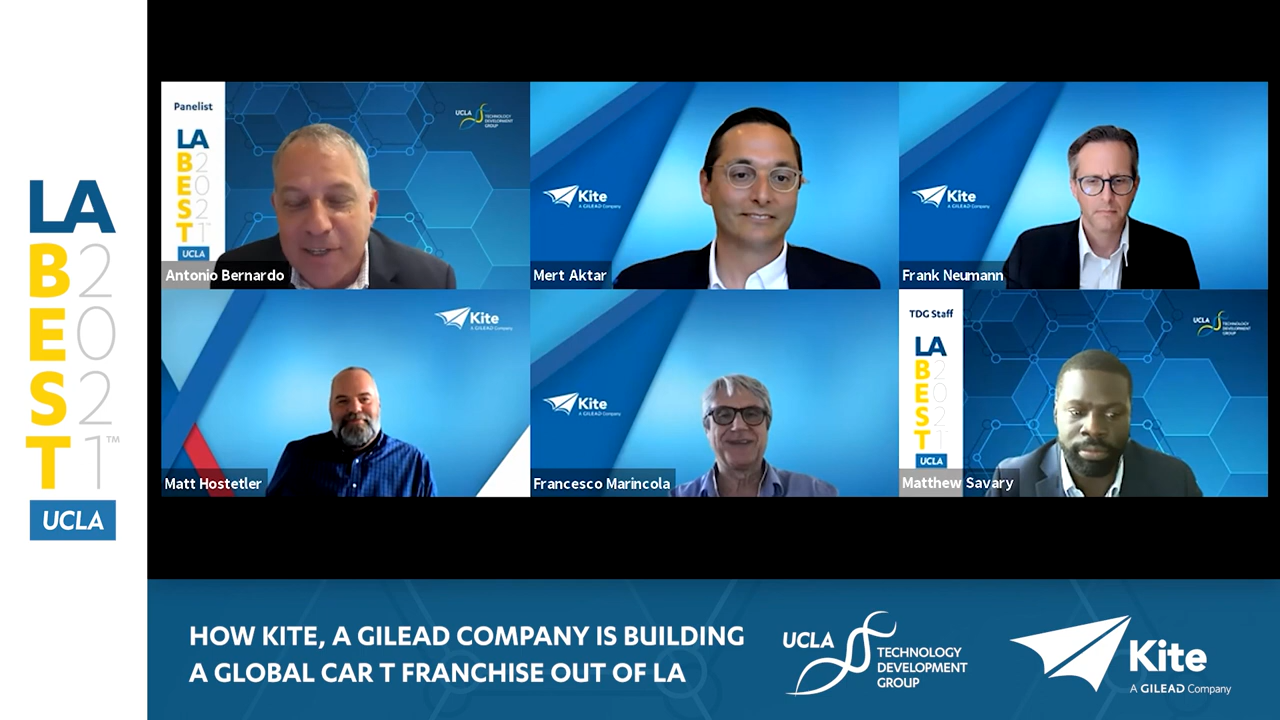 LA
BEST
2021™
UCLA
Panelist
LA
BEST
2021™
UCLA
UCLA
TECHNOLOGY
DEVELOPMENT
GROUP
Antonio Bernardo
Kite
A GILEAD Company
Mert Aktar
Kite
A GILEAD Company
Frank Neumann
Kite
A GILEAD Company
Matt Hostetler
Kite
A GILEAD Company
Francesco Marincola
TDG Staff
LA
BEST
2021
UCLA
UCLA
TECHNOLOGY
DEVELOPMENT
GROUP
Matthew Savary
HOW KITE, A GILEAD COMPANY IS BUILDING
A GLOBAL CAR T FRANCHISE OUT OF LA
UCLA
TECHNOLOGY
DEVELOPMENT
GROUP
Kite
A GILEAD Company